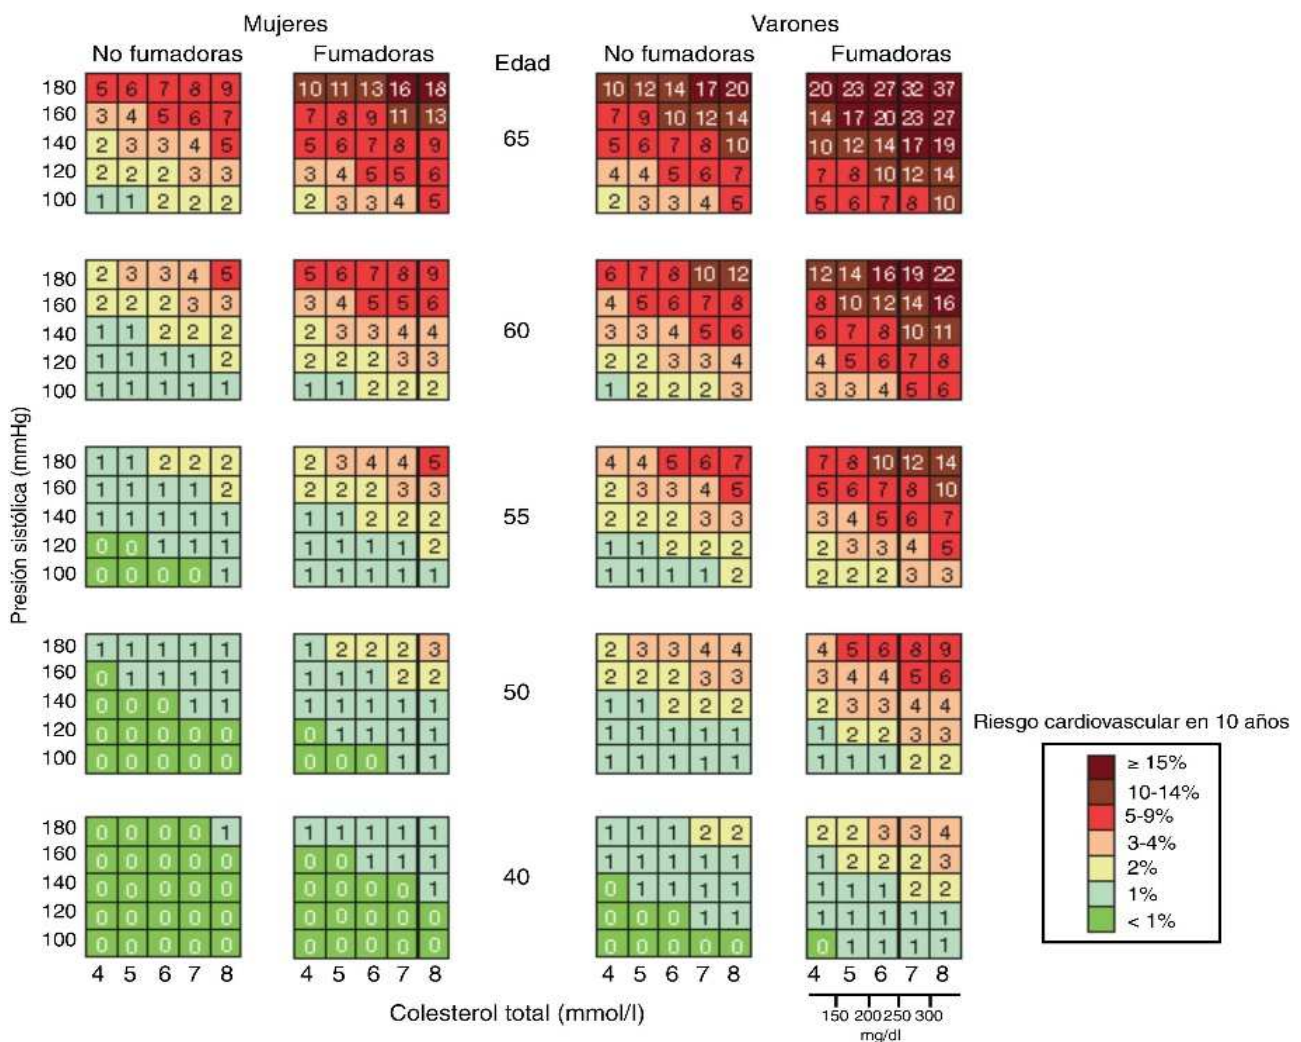 Mujeres Varones
No fumadoras Fumadoras Edad No fumadoras Fumadoras
180 5 6 7 8 9 10 11 13 16 18 10 12 14 17 20 20 23 27 32 37
160 3 4 5 6 7 7 8 9 11 13 7 9 10 12 14 14 17 20 23 27
65
140 2 3 3 4 5 5 6 7 8 9 5 6 7 8 10 10 12 14 17 19
120 2 2 2 3 3 3 4 5 5 6 4 4 5 6 7 7 8 10 12 14
100 1 1 2 2 2 2 3 3 4 5 2 3 3 4 5 5 6 7 8 10
180 2 3 3 4 5 5 6 7 8 9 6 7 8 10 12 12 14 16 19 22
160 2 2 2 3 3 3 4 5 5 6 4 5 6 7 8 8 10 12 14 16
60
140 1 1 2 2 2 2 3 3 4 4 3 3 4 5 6 6 7 8 10 11
120 1 1 1 1 2 2 2 2 3 3 2 2 3 3 4 4 5 6 7 8
100 1 1 1 1 1 1 1 2 2 2 1 2 2 2 3 3 3 4 5 6
Presión sistólica (mmHg)
180 1 1 2 2 2 2 3 4 4 5 4 4 5 6 7 7 8 10 12 14
160 1 1 1 1 2 2 2 2 3 3 2 3 3 4 5 5 6 7 8 10
55
140 1 1 1 1 1 1 1 2 2 2 2 2 2 3 3 3 4 5 6 7
120 0 0 1 1 1 1 1 1 1 2 1 1 2 2 2 2 3 3 4 5
100 0 0 0 0 1 1 1 1 1 1 1 1 1 1 2 2 2 2 3 3
180 1 1 1 1 1 1 2 2 2 3 2 3 3 4 4 4 5 6 8 9
160 0 1 1 1 1 1 1 1 2 2 2 2 2 3 3 3 4 4 5 6
50
140 0 0 0 1 1 1 1 1 1 1 1 1 2 2 2 2 3 3 4 4
120 0 0 0 0 0 0 1 1 1 1 1 1 1 1 1 1 2 2 3 3
100 0 0 0 0 0 0 0 0 1 1 1 1 1 1 1 1 1 1 2 2
Riesgo cardiovascular en 10 años
≥ 15%
10-14%
5-9%
3-4%
2%
1%
< 1%
180 0 0 0 0 1 1 1 1 1 1 1 1 1 2 2 2 2 3 3 4
160 0 0 0 0 0 0 0 1 1 1 1 1 1 1 1 1 2 2 2 3
40
140 0 0 0 0 0 0 0 0 0 1 0 1 1 1 1 1 1 1 2 2
120 0 0 0 0 0 0 0 0 0 0 0 0 0 1 1 1 1 1 1 1
100 0 0 0 0 0 0 0 0 0 0 0 0 0 0 0 0 1 1 1 1
4 5 6 7 8 4 5 6 7 8 4 5 6 7 8 4 5 6 7 8
Colesterol total (mmol/l)
150 200 250 300
mg/dl